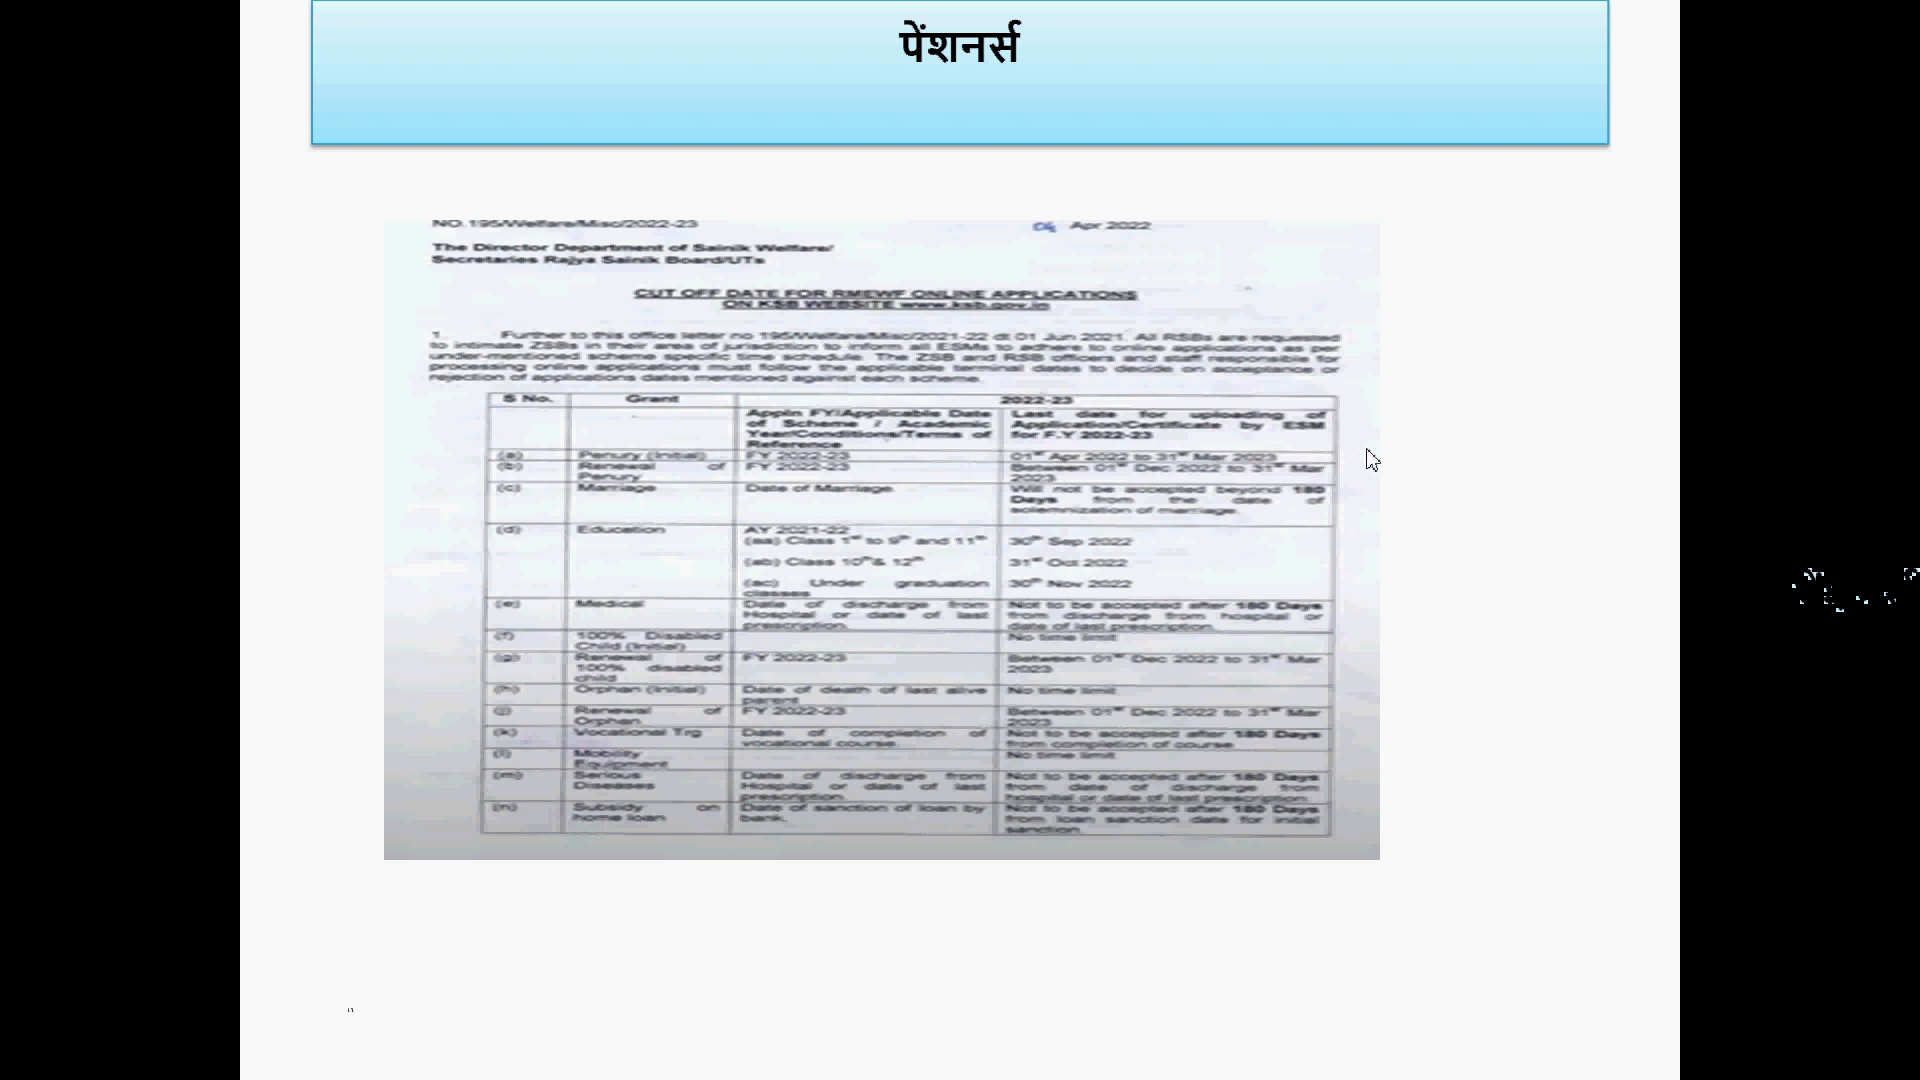 पेंशनर्स
NO.195/Welfare/Misc/2022-23 04 Apr 2022
The Director Department of Sainik Welfare/
Secretaries Rajya Sainik Board/UTs
CUT OFF DATE FOR RMEWF ONLINE APPLICATIONS
ON KSB WEBSITE www.ksb.gov.in
1. Further to this office letter no 195/Welfare/Misc/2021-22 dt 01 Jun 2021. All RSBs are requested
to intimate ZSBs in their area of jurisdiction to inform all ESMs to adhere to online applications as per
under-mentioned scheme specific time schedule. The ZSB and RSB officers and staff responsible for
processing online applications must follow the applicable terminal dates to decide on acceptance or
rejection of applications dates mentioned against each scheme.
S No. Grant 2022-23
Appln FY/Applicable Date
of Scheme / Academic
Year/Conditions/Terms of
Reference
Last date for uploading of
Application/Certificate by ESM
for F.Y 2022-23
(a) Penury (Initial) FY 2022-23 01st Apr 2022 to 31st Mar 2023
(b) Renewal of
Penury
FY 2022-23
Between 01st Dec 2022 to 31st Mar
2023
(c) Marriage Date of Marriage
Will not be accepted beyond 180
Days from the date of
solemnization of marriage.
(d) Education AY 2021-22
(aa) Class 1st to 9th and 11th 30th Sep 2022
(ab) Class 10th & 12th 31st Oct 2022
(ac) Under graduation
classes
30th Nov 2022
(e) Medical
Date of discharge from
Hospital or date of last
prescription.
Not to be accepted after 180 Days
from discharge from hospital or
date of last prescription.
(f) 100% Disabled
Child (Initial)
No time limit
(g) Renewal of
100% disabled
child
FY 2022-23
Between 01st Dec 2022 to 31st Mar
2023
(h) Orphan (Initial)
Date of death of last alive
parent
No time limit
(j) Renewal of
Orphan
FY 2022-23
Between 01st Dec 2022 to 31st Mar
2023
(k) Vocational Trg
Date of completion of
vocational course.
Not to be accepted after 180 Days
from completion of course
(l) Mobility
Equipment
No time limit
(m) Serious
Diseases
Date of discharge from
Hospital or date of last
prescription.
Not to be accepted after 180 Days
from date of discharge from
hospital or date of last prescription.
(n) Subsidy on
home loan
Date of sanction of loan by
bank.
Not to be accepted after 180 Days
from loan sanction date for initial
sanction.